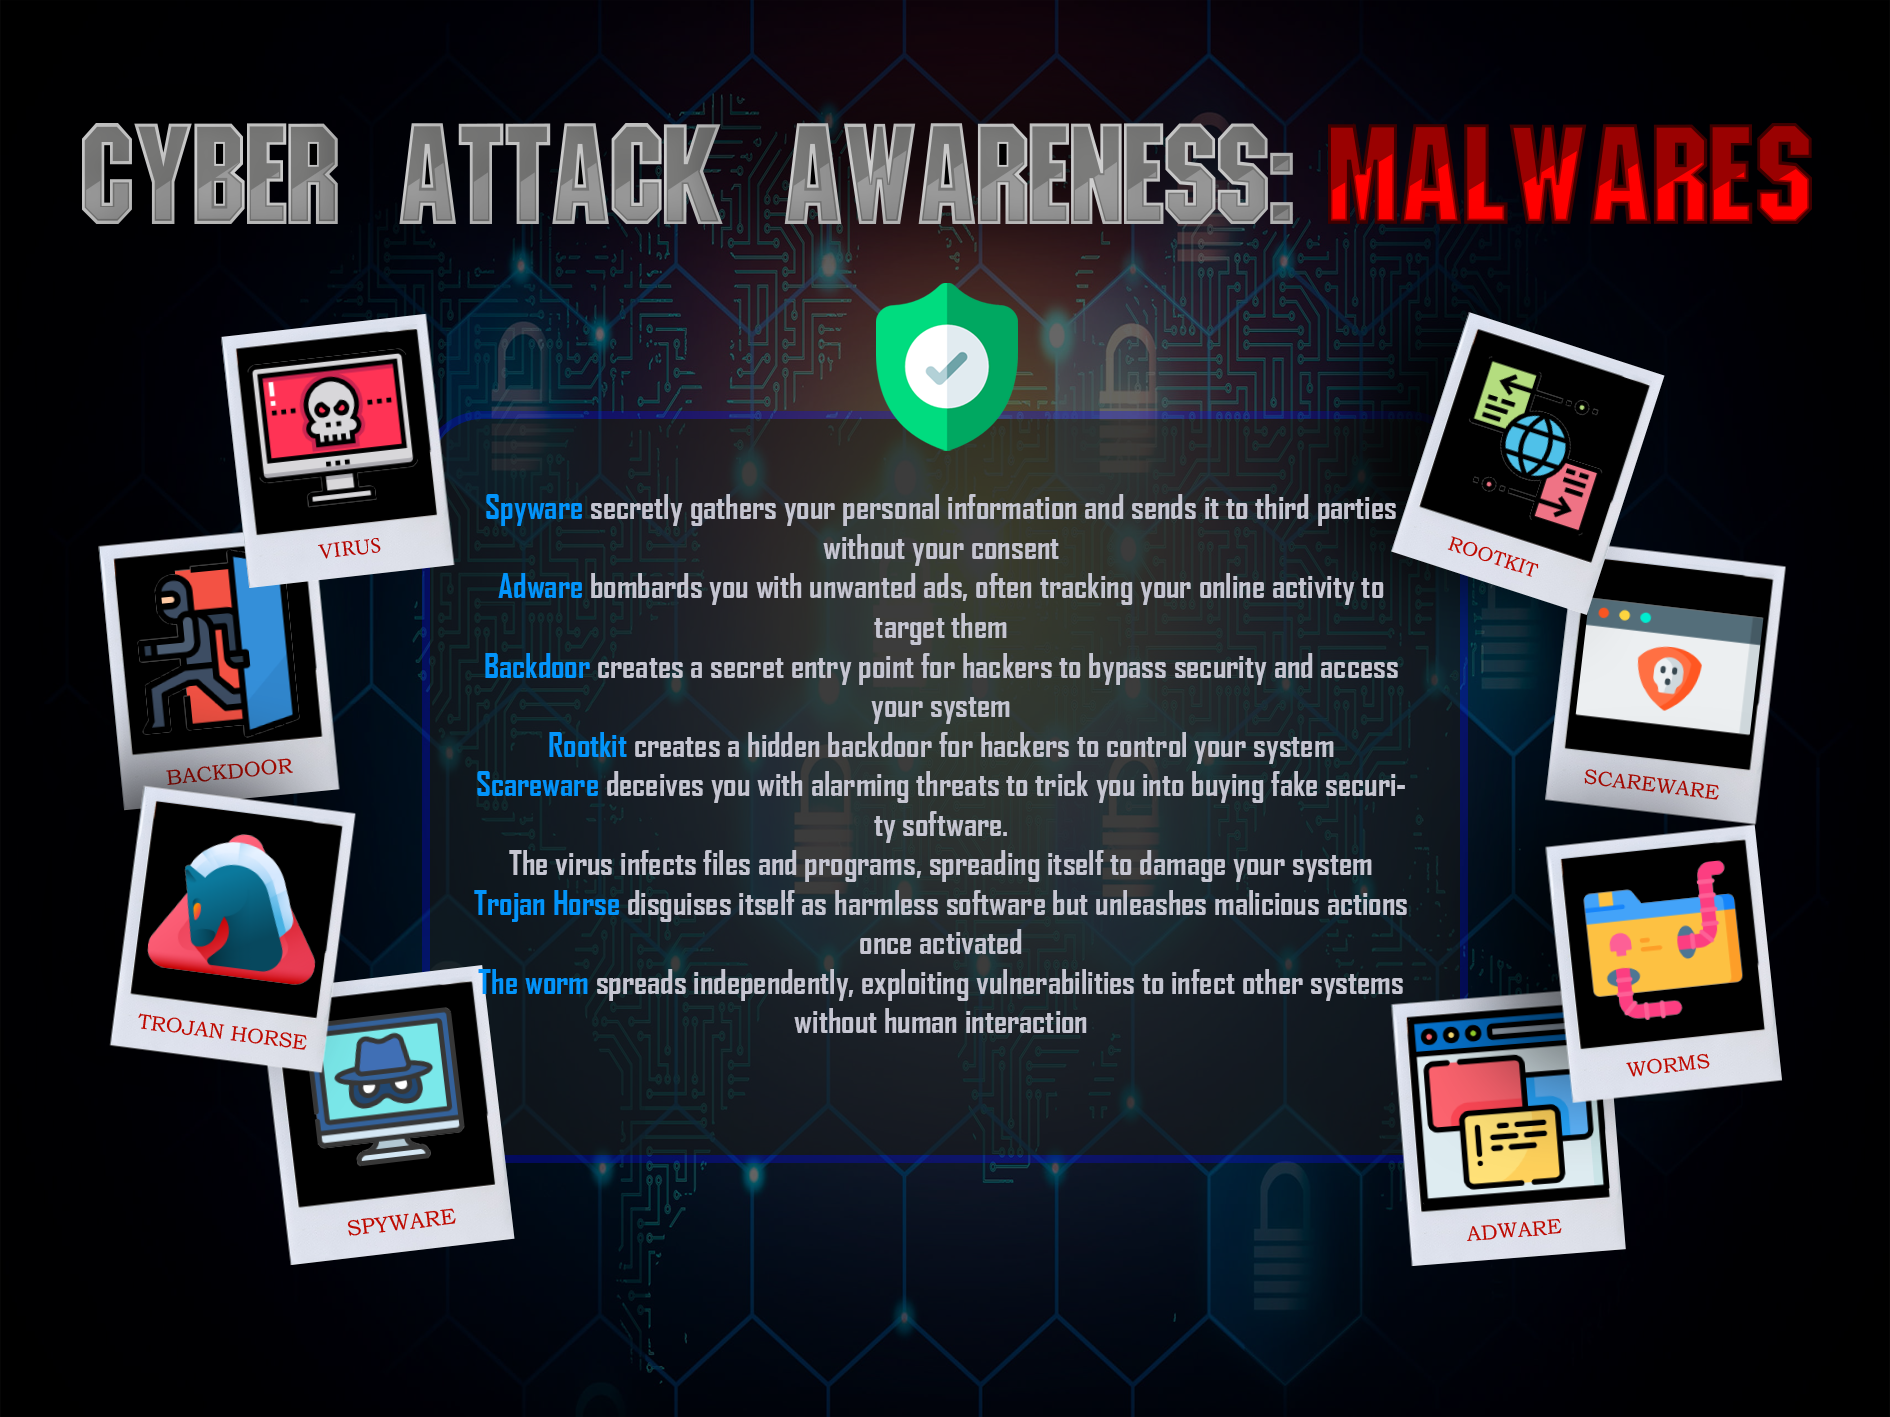 CYBER ATTACK AWARENESS: MALWARES
VIRUS
BACKDOOR
TROJAN HORSE
SPYWARE
Spyware secretly gathers your personal information and sends it to third parties
without your consent
Adware bombards you with unwanted ads, often tracking your online activity to
target them
Backdoor creates a secret entry point for hackers to bypass security and access
your system
Rootkit creates a hidden backdoor for hackers to control your system
Scareware deceives you with alarming threats to trick you into buying fake securi-
ty software.
The virus infects files and programs, spreading itself to damage your system
Trojan Horse disguises itself as harmless software but unleashes malicious actions
once activated
The worm spreads independently, exploiting vulnerabilities to infect other systems
without human interaction
ROOTKIT
SCAREWARE
WORMS
ADWARE